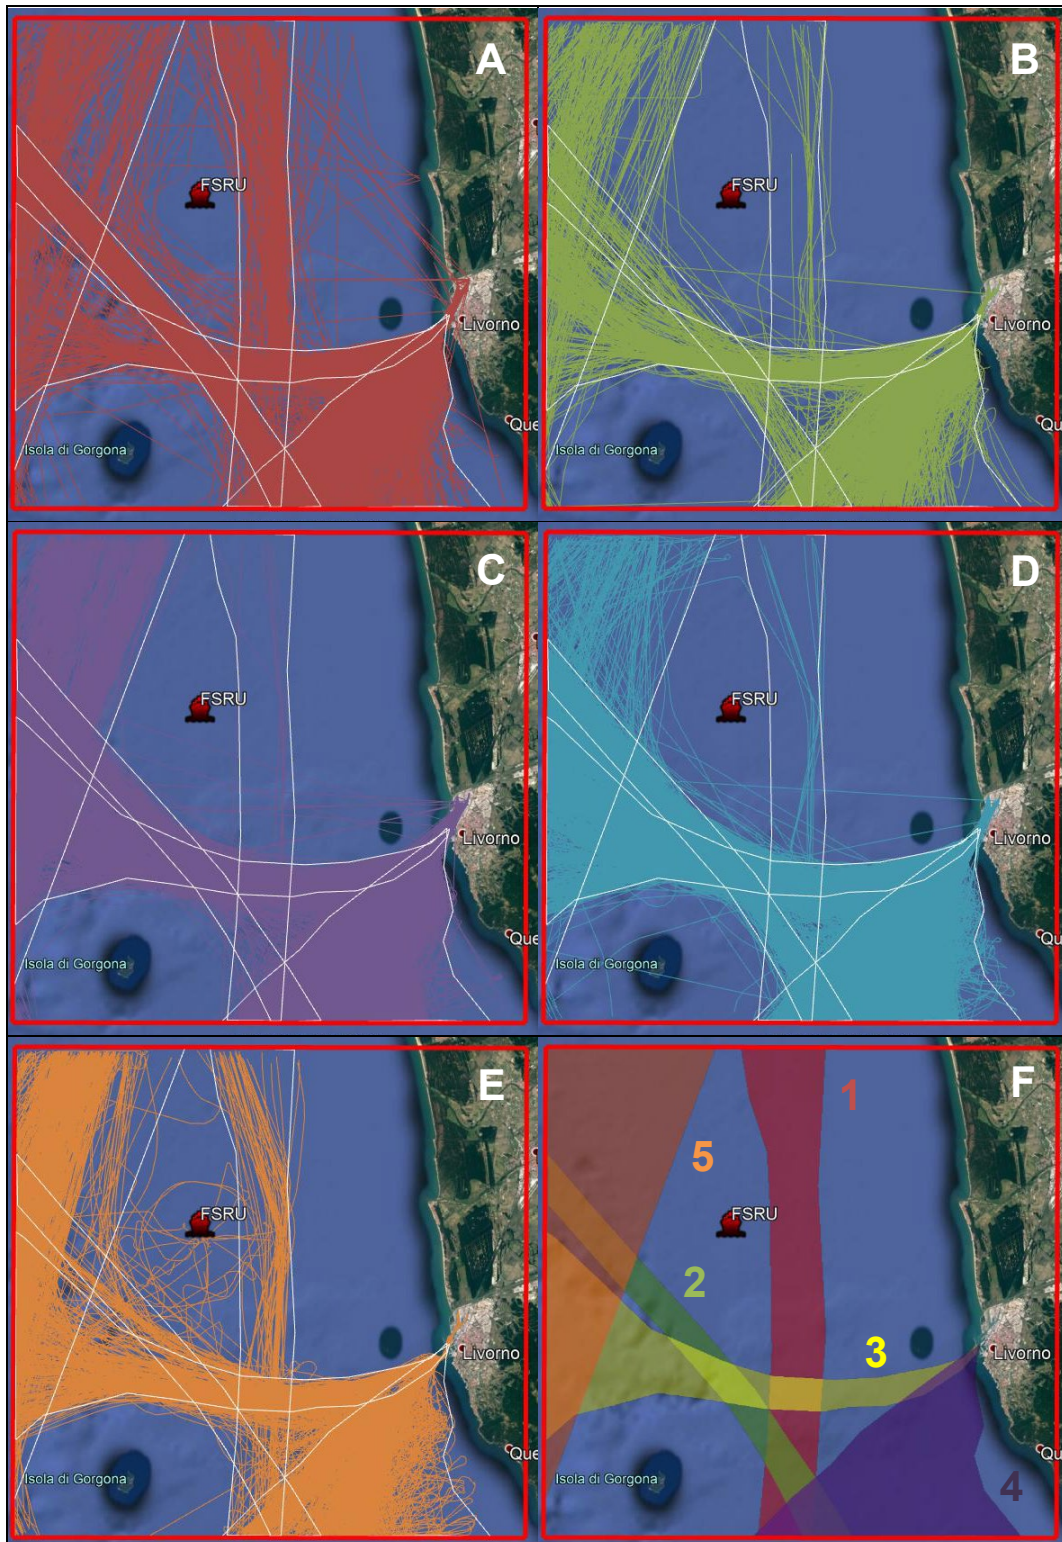 A
FSRU
Livorno
Isola di Gorgona
Que
B
FSRU
Livorno
Isola di Gorgona
Qu
C
FSRU
Livorno
Isola di Gorgona
Que
D
FSRU
Livorno
Isola di Gorgona
Qu
E
FSRU
Livorno
Isola di Gorgona
Que
F
1
5
FSRU
2
3
Livorno
Isola di Gorgona
4
Qu